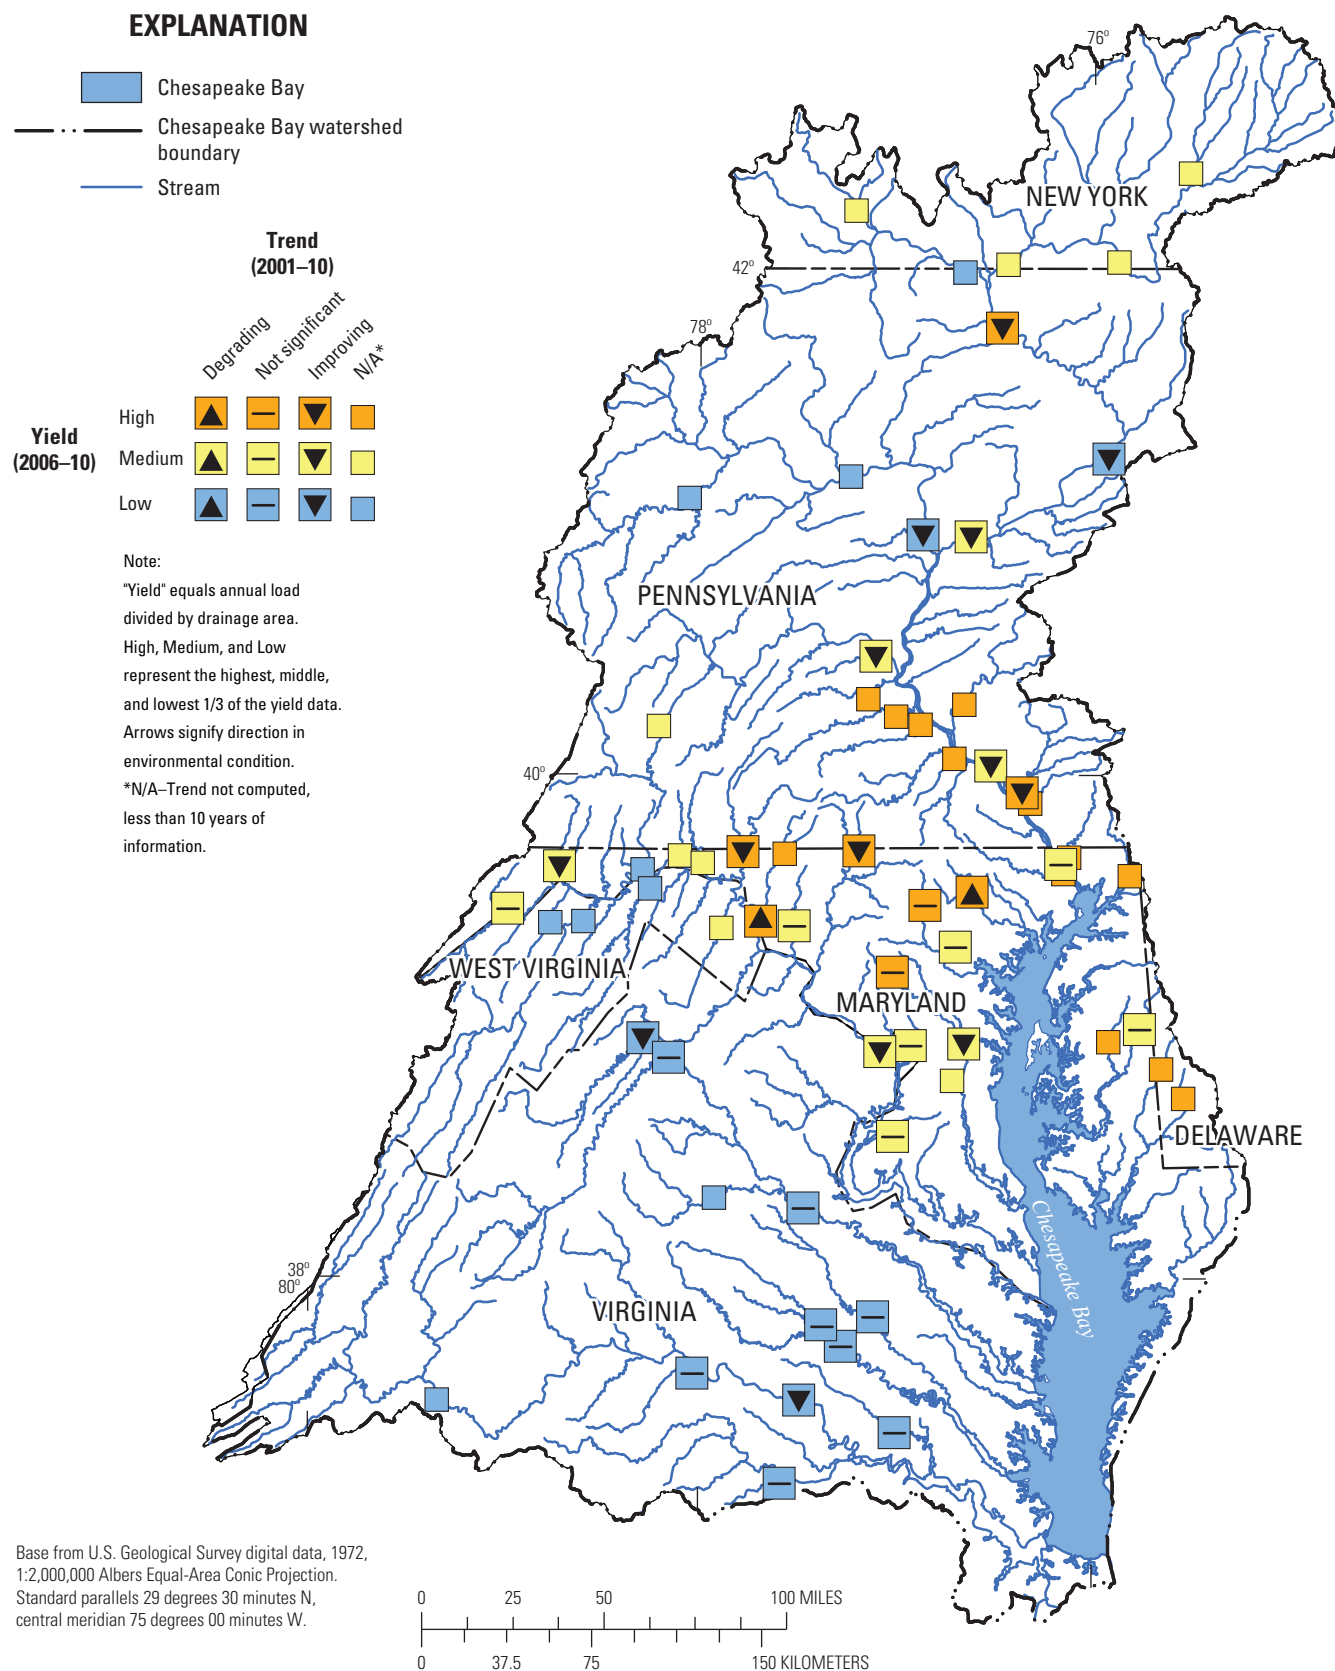 EXPLANATION
Chesapeake Bay
Chesapeake Bay watershed
boundary
Stream
Trend
(2001–10)
Degrading
Not significant
Improving
N/A*
Yield
(2006–10)
High
Medium
Low
Note:
"Yield" equals annual load
divided by drainage area.
High, Medium, and Low
represent the highest, middle,
and lowest 1/3 of the yield data.
Arrows signify direction in
environmental condition.
*N/A–Trend not computed,
less than 10 years of
information.
76°
NEW YORK
42°
78°
PENNSYLVANIA
40°
WEST VIRGINIA
MARYLAND
DELAWARE
Chesapeake Bay
38°
80°
VIRGINIA
Base from U.S. Geological Survey digital data, 1972,
1:2,000,000 Albers Equal-Area Conic Projection.
Standard parallels 29 degrees 30 minutes N,
central meridian 75 degrees 00 minutes W.
0 25 50 100 MILES
0 37.5 75 150 KILOMETERS